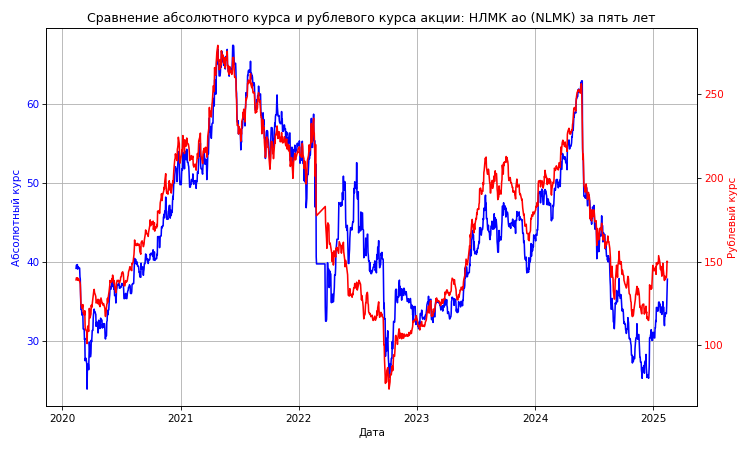 Сравнение абсолютного курса и рублевого курса акции: НЛМК ао (NLMK) за пять лет
Абсолютный курс
60
50
40
30
250
200
150
100
Рублевый курс
2020 2021 2022 2023 2024 2025
Дата